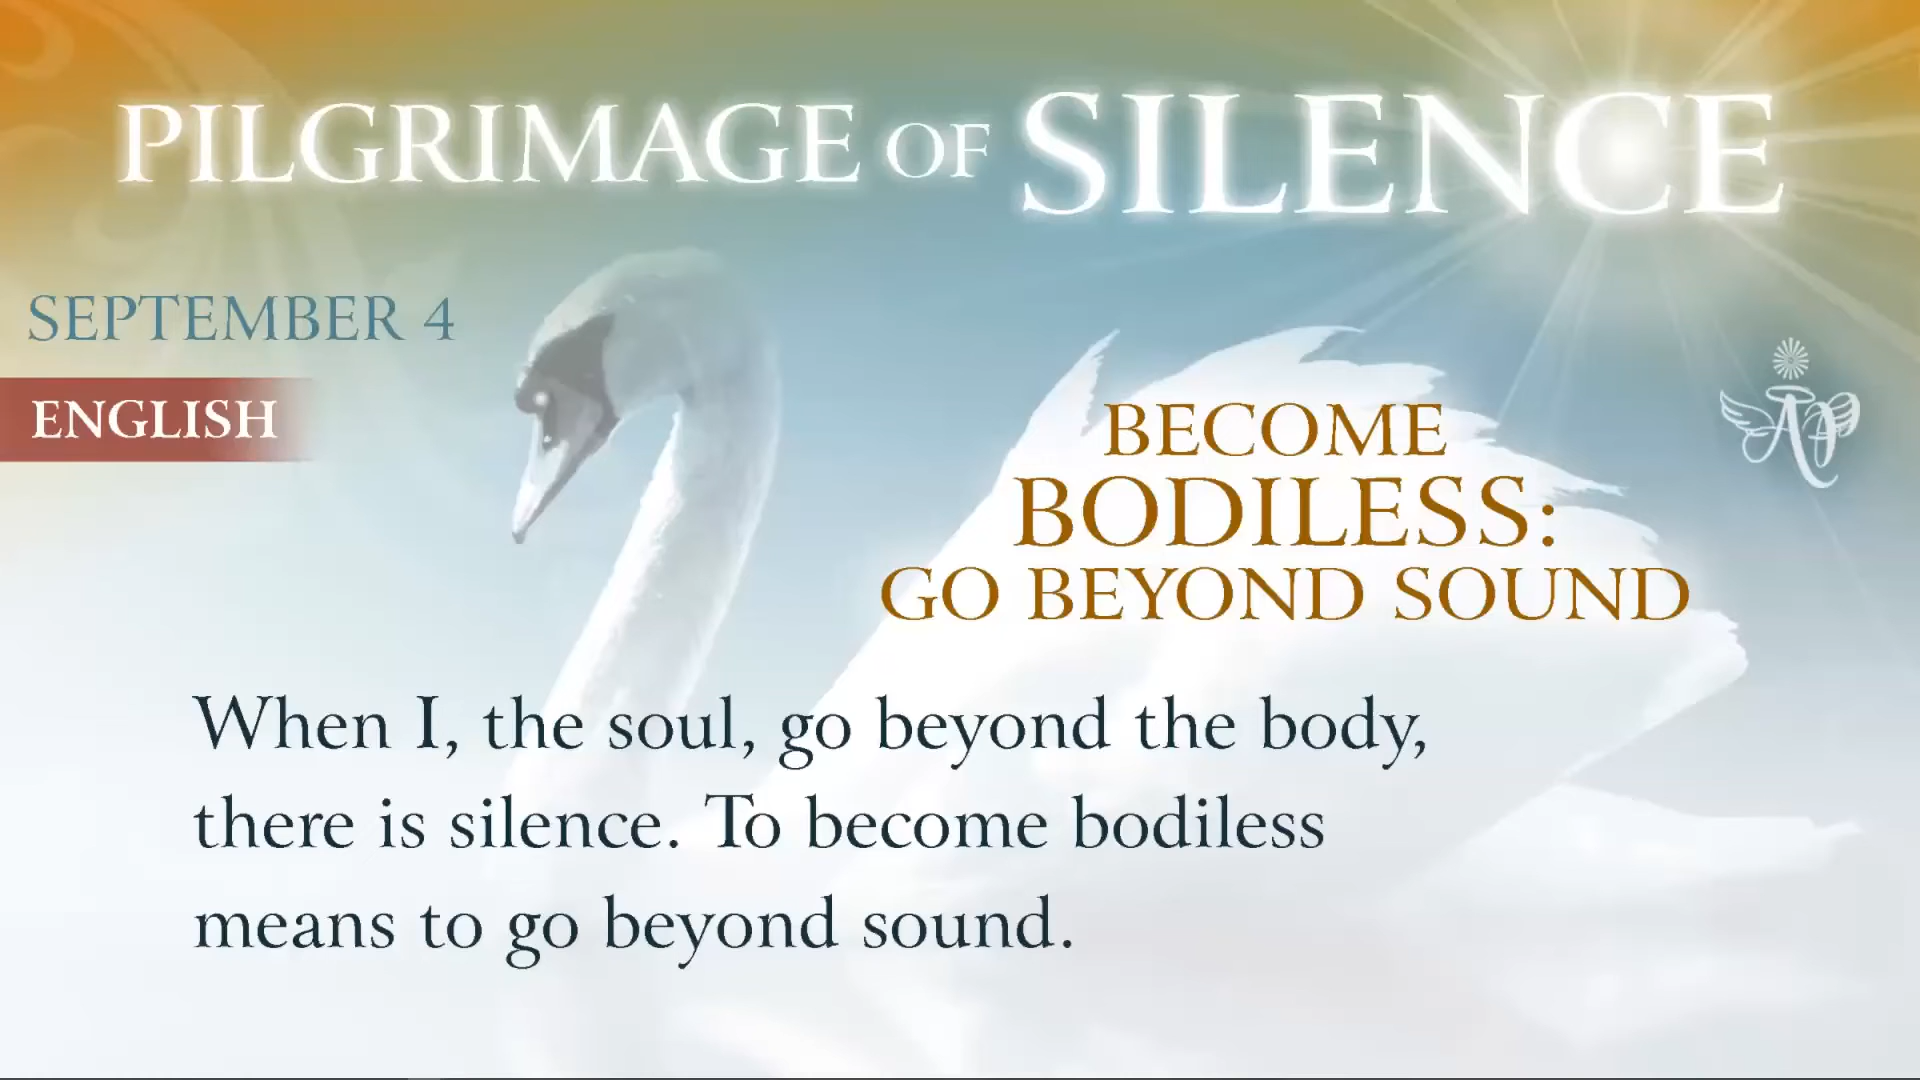 PILGRIMAGE OF SILENCE
SEPTEMBER 4
ENGLISH
BECOME
BODILESS:
GO BEYOND SOUND
When I, the soul, go beyond the body,
there is silence. To become bodiless
means to go beyond sound.